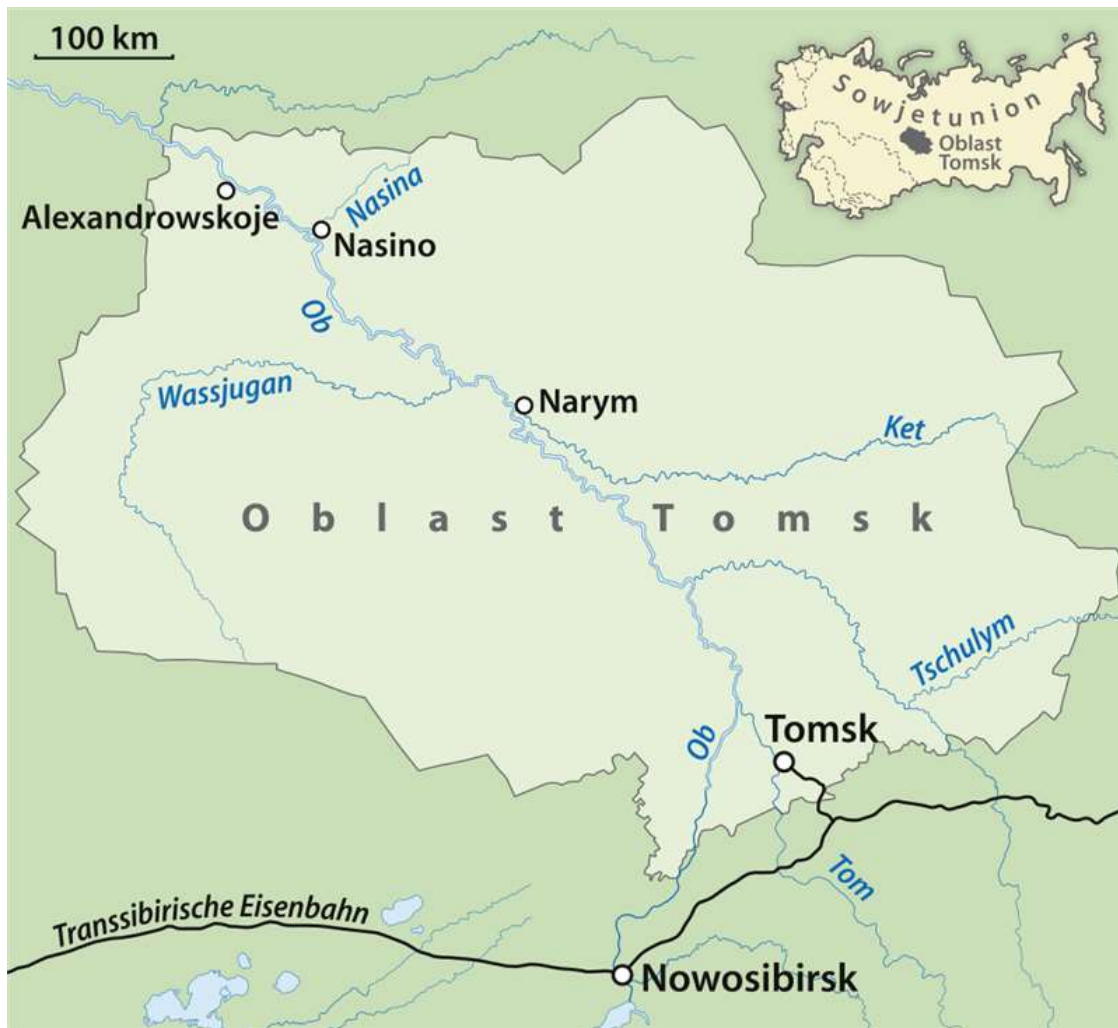 100 km
Sowjetunion
Oblast
Tomsk
Alexandrowskoje
Nasina
Nasino
Ob
Wassjugan
Narym
Ket
Oblast Tomsk
Tschulym
Ob
Tomsk
Tom
Transsibirische Eisenbahn
Nowosibirsk